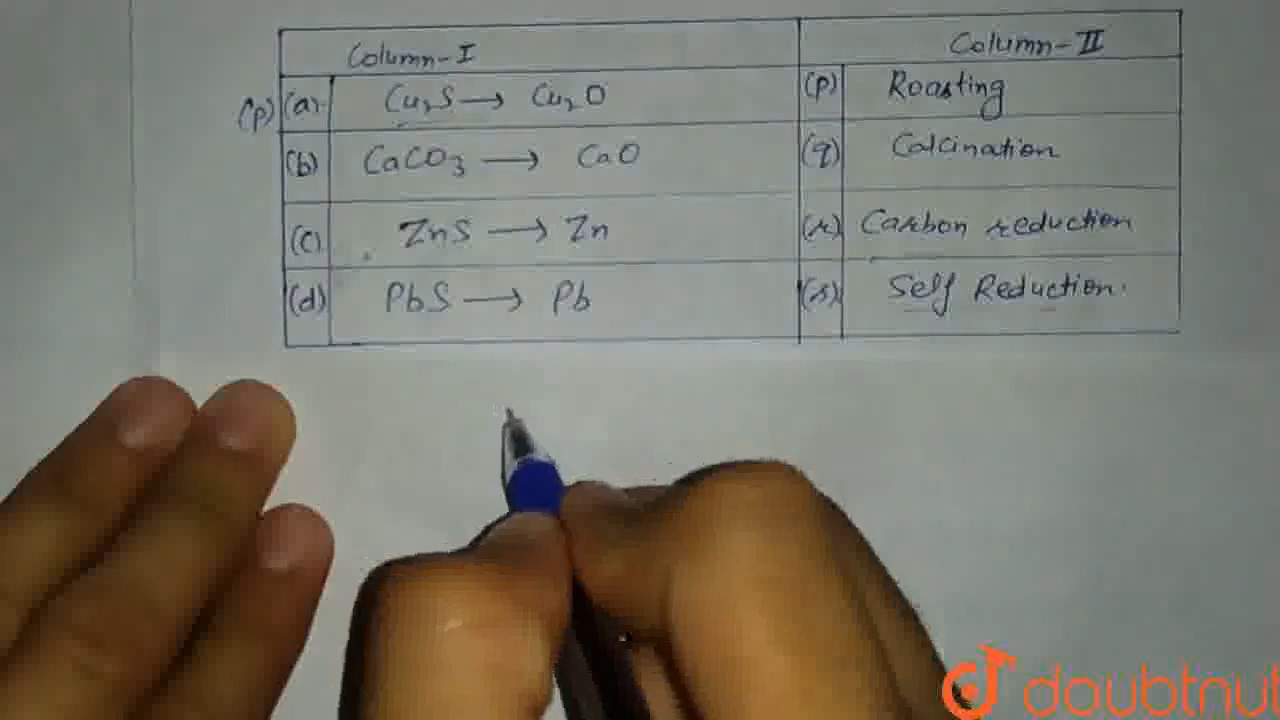 Column-I Column-II
(p) (a) Cu₂S → Cu₂O (p) Roasting
(b) CaCO₃ → CaO (q) Calcination
(c) ZnS → Zn (r) Carbon reduction
(d) PbS → Pb (s) Self Reduction.
doubtnut